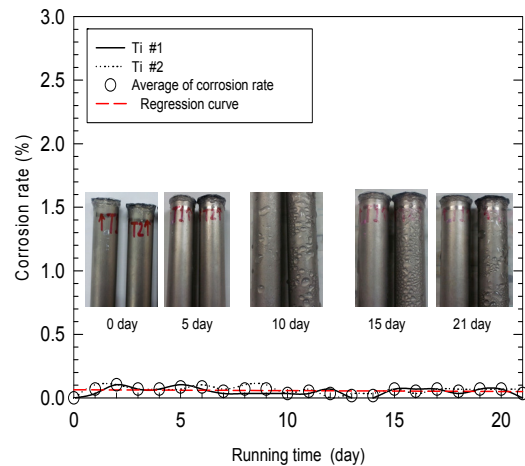 3.0
Ti #1
Ti #2
Average of corrosion rate
Regression curve
2.5
2.0
1.5
1.0
0.5
0.0
Corrosion rate (%)
0 day
5 day
10 day
15 day
21 day
0
5
10
15
20
Running time (day)